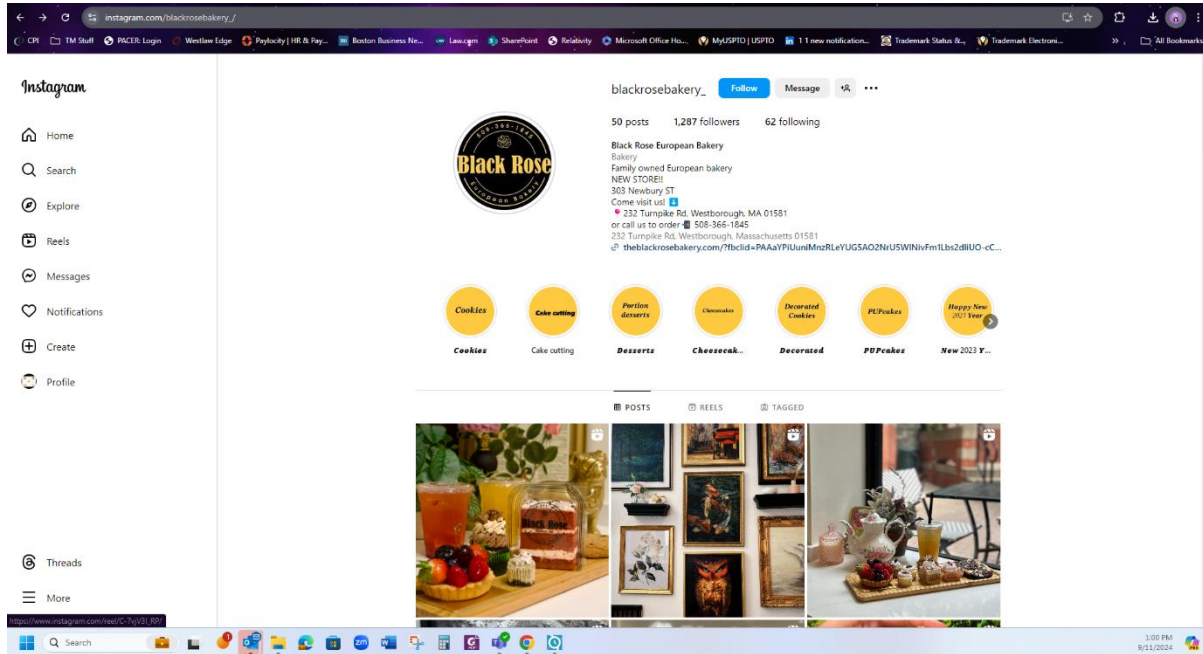 instagram.com/blackrosebakery_/
CPI TM Stuff PACER: Login Westlaw Edge Paylocity | HR & Pay... Boston Business Ne... Law.com SharePoint Relativity Microsoft Office Ho... MyUSPTO | USPTO 1 1 new notification... Trademark Status &... Trademark Electroni... » All Bookmarks
Instagram
Home
Search
Explore
Reels
Messages
Notifications
Create
Profile
Threads
More
https://www.instagram.com/reel/C-7vjV3I_RP/
blackrosebakery_ Follow Message
50 posts 1,287 followers 62 following
508-366-1845
Black Rose
European Bakery
Black Rose European Bakery
Bakery
Family owned European bakery
NEW STORE!!
303 Newbury ST
Come visit us! ⬇️
📍 232 Turnpike Rd, Westborough, MA 01581
or call us to order 📲 508-366-1845
232 Turnpike Rd, Westborough, Massachusetts 01581
Cookies
Cake cutting
Portion
desserts
Cheesecakes
Decorated
Cookies
PUPcakes
Happy New
2023 Year
Cookies Cake cutting Desserts Cheesecak... Decorated PUPcakes New 2023 Y...
POSTS REELS TAGGED
Black Rose
Search
1:00 PM
9/11/2024